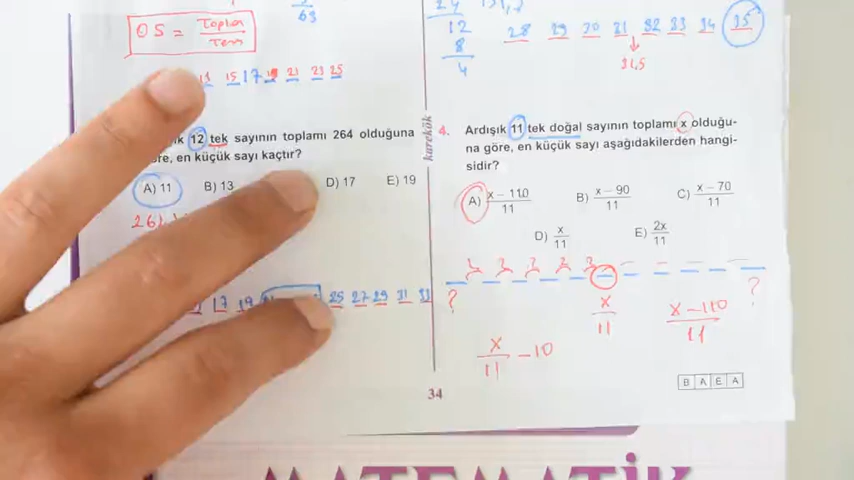 Ö S = Toplam
Terim
63
15 17 19 21 23 25
12
8
4
28 29 30 31 32 33 34 35
31,5
12 tek sayının toplamı 264 olduğuna
göre, en küçük sayı kaçtır?
A) 11 B) 13 D) 17 E) 19
17 19 25 27 29 31 33
karekök
4. Ardışık 11 tek doğal sayının toplamı x olduğu-
na göre, en küçük sayı aşağıdakilerden hangi-
sidir?
A) x – 110 / 11 B) x – 90 / 11 C) x – 70 / 11
D) x / 11 E) 2x / 11
2 2 2 2 2
? ?
x / 11
x – 110 / 11
x / 11 – 10
34
B A E A
MATEMATİK